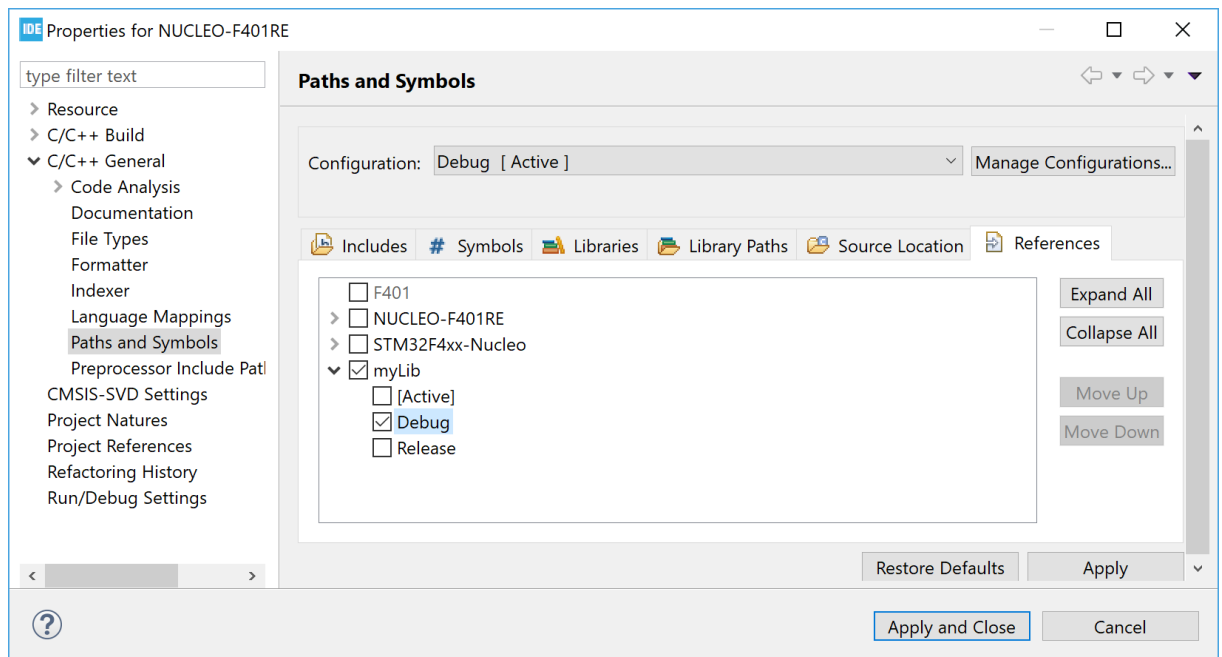 IDE Properties for NUCLEO-F401RE
type filter text
Resource
C/C++ Build
C/C++ General
Code Analysis
Documentation
File Types
Formatter
Indexer
Language Mappings
Paths and Symbols
Preprocessor Include Pat
CMSIS-SVD Settings
Project Natures
Project References
Refactoring History
Run/Debug Settings
Paths and Symbols
Configuration: Debug [ Active ] Manage Configurations...
Includes # Symbols Libraries Library Paths Source Location References
F401
NUCLEO-F401RE
STM32F4xx-Nucleo
myLib
[Active]
Debug
Release
Expand All
Collapse All
Move Up
Move Down
Restore Defaults Apply
? Apply and Close Cancel